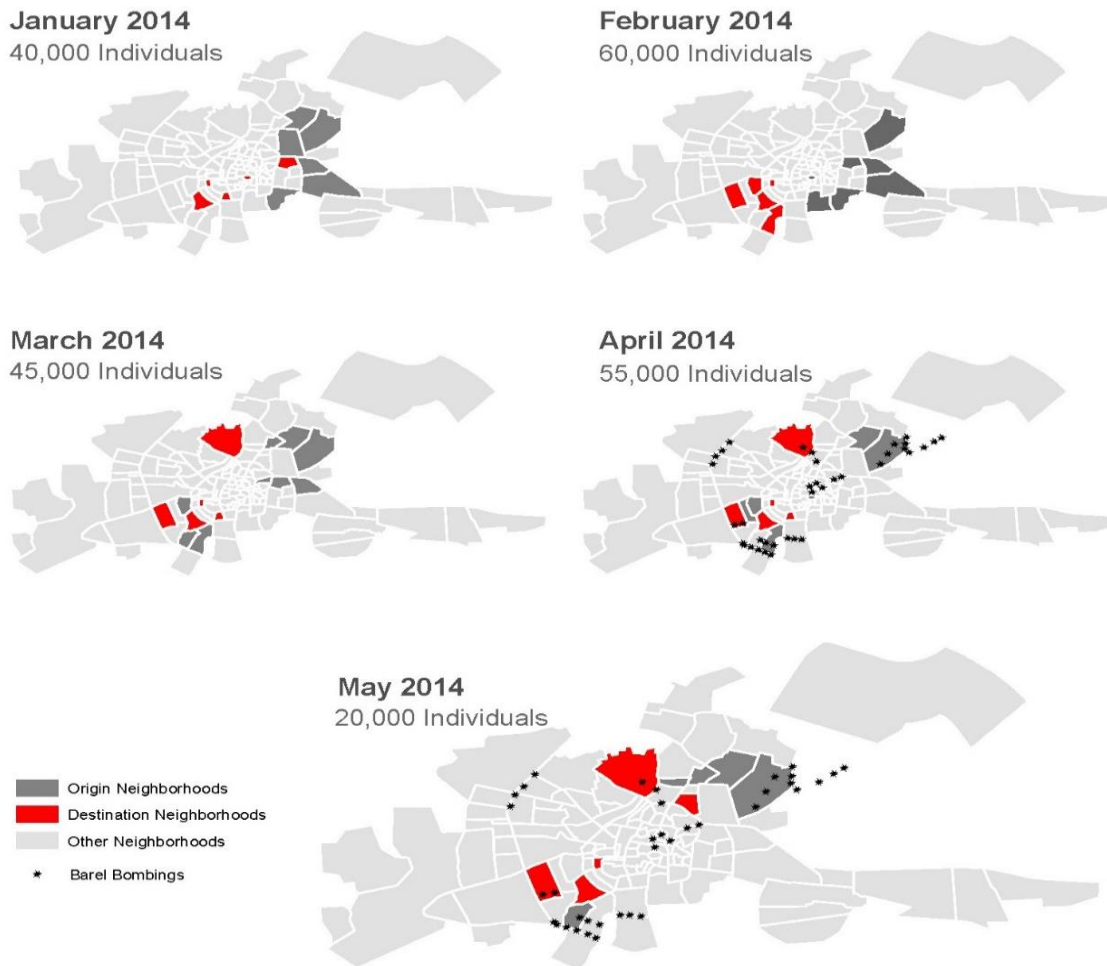 January 2014
40,000 Individuals
February 2014
60,000 Individuals
March 2014
45,000 Individuals
April 2014
55,000 Individuals
May 2014
20,000 Individuals
Origin Neighborhoods
Destination Neighborhoods
Other Neighborhoods
Barel Bombings